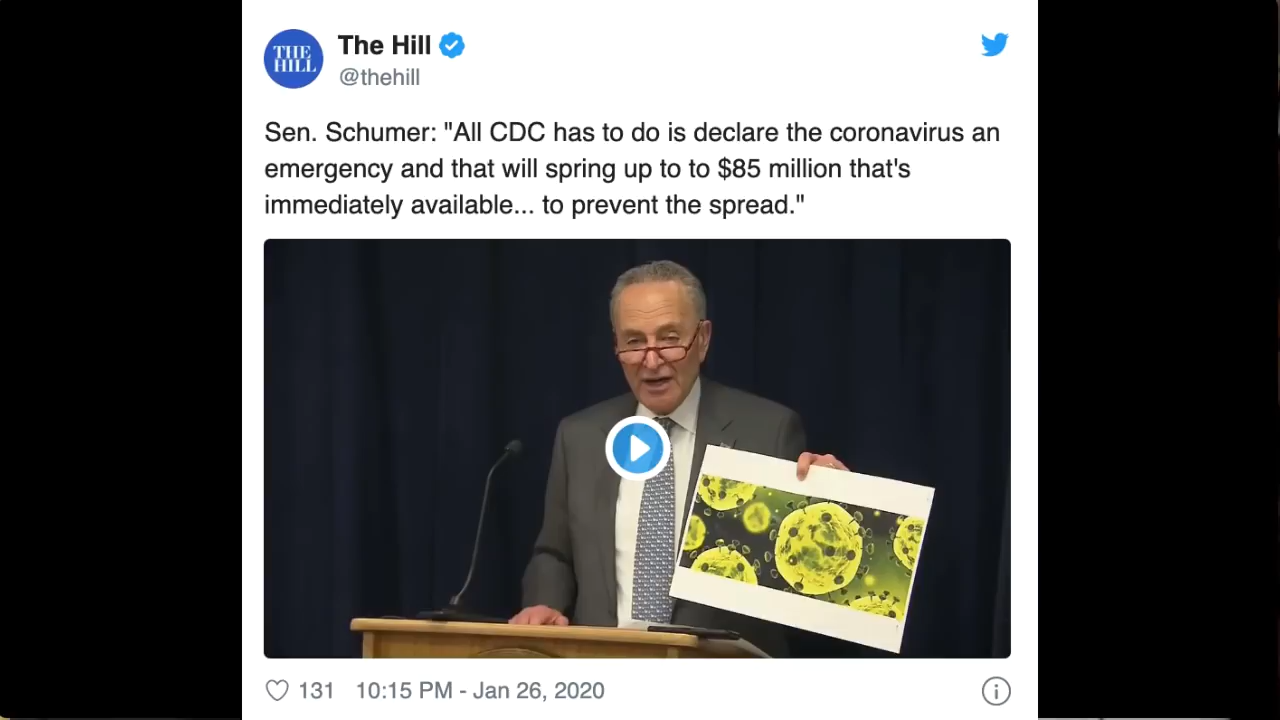 THE
HILL
The Hill
@thehill
Sen. Schumer: "All CDC has to do is declare the coronavirus an
emergency and that will spring up to to $85 million that's
immediately available... to prevent the spread."
131 10:15 PM - Jan 26, 2020